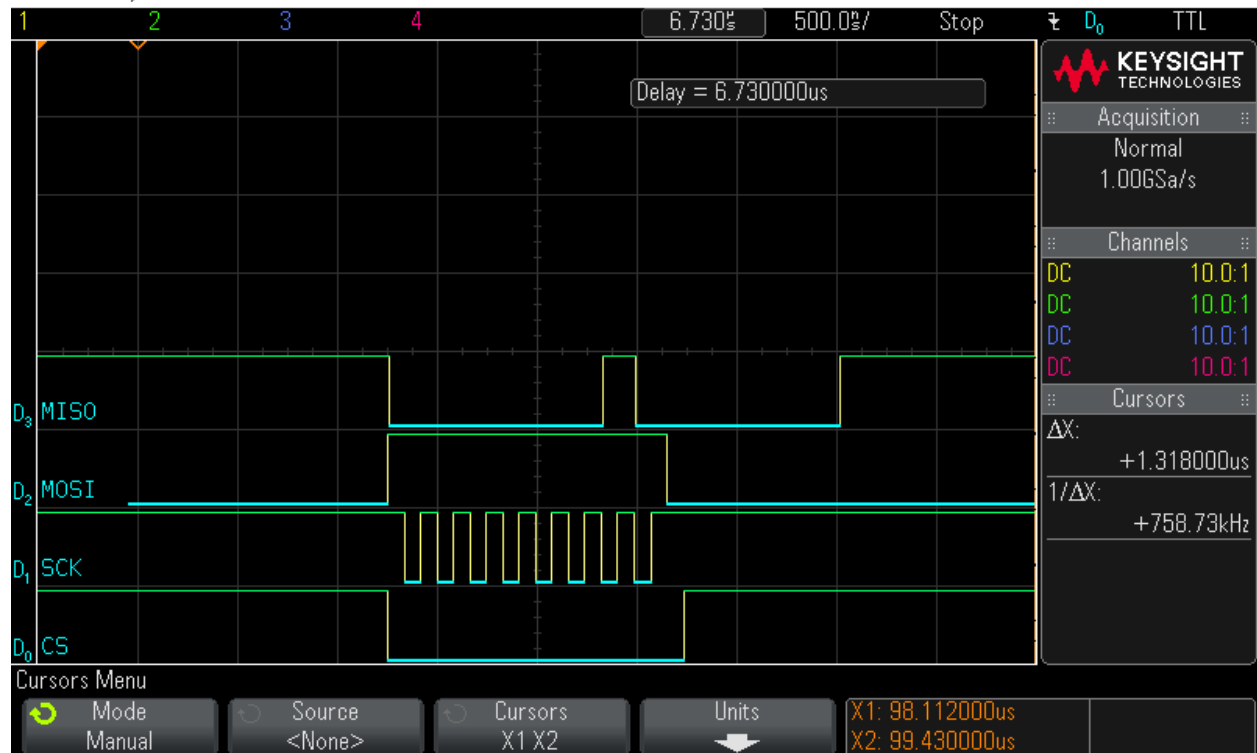 1 2 3 4 6.730us 500.0ns/ Stop D0 TTL
KEYSIGHT
TECHNOLOGIES
Delay = 6.730000us
Acquisition
Normal
1.00GSa/s
Channels
DC 10.0:1
DC 10.0:1
DC 10.0:1
DC 10.0:1
Cursors
ΔX:
+1.318000us
1/ΔX:
+758.73kHz
D3 MISO
D2 MOSI
D1 SCK
D0 CS
Cursors Menu
Mode
Manual
Source
<None>
Cursors
X1 X2
Units
X1: 98.112000us
X2: 99.430000us